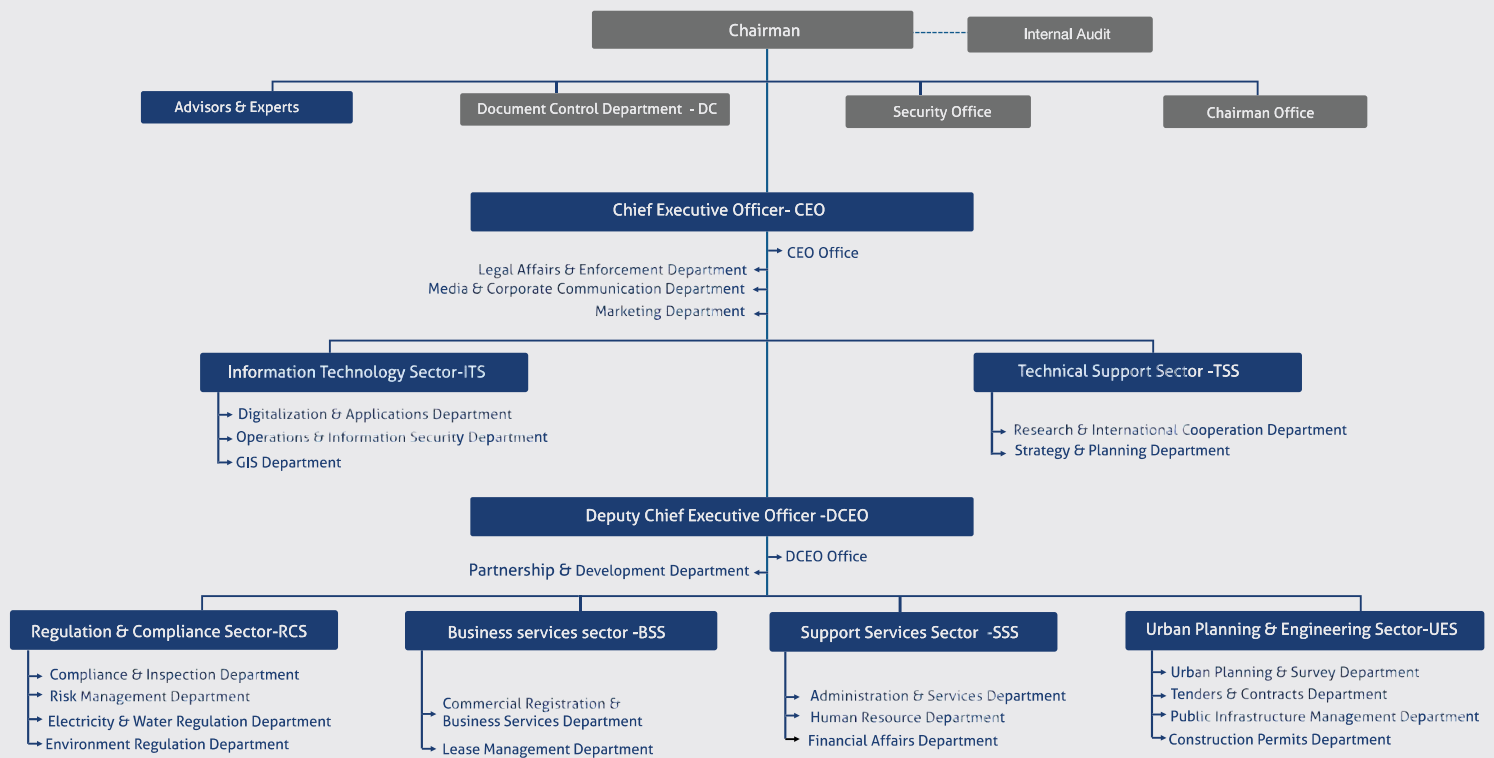 Chairman
Internal Audit
Advisors & Experts
Document Control Department - DC
Security Office
Chairman Office
Chief Executive Officer- CEO
CEO Office
Legal Affairs & Enforcement Department
Media & Corporate Communication Department
Marketing Department
Information Technology Sector-ITS
Digitalization & Applications Department
Operations & Information Security Department
GIS Department
Technical Support Sector -TSS
Research & International Cooperation Department
Strategy & Planning Department
Deputy Chief Executive Officer -DCEO
DCEO Office
Partnership & Development Department
Regulation & Compliance Sector-RCS
Compliance & Inspection Department
Risk Management Department
Electricity & Water Regulation Department
Environment Regulation Department
Business services sector -BSS
Commercial Registration &
Business Services Department
Lease Management Department
Support Services Sector -SSS
Administration & Services Department
Human Resource Department
Financial Affairs Department
Urban Planning & Engineering Sector-UES
Urban Planning & Survey Department
Tenders & Contracts Department
Public Infrastructure Management Department
Construction Permits Department